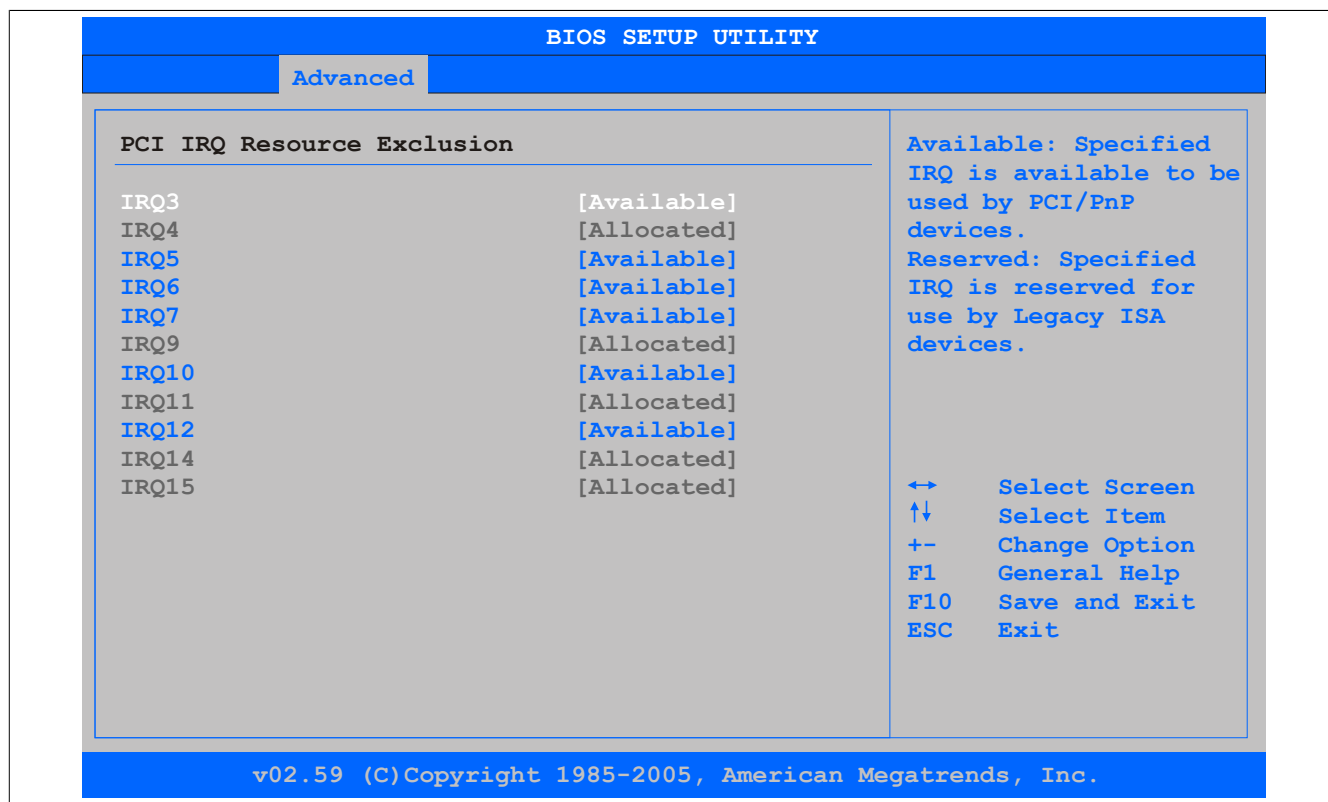 BIOS SETUP UTILITY
Advanced
PCI IRQ Resource Exclusion
IRQ3 [Available]
IRQ4 [Allocated]
IRQ5 [Available]
IRQ6 [Available]
IRQ7 [Available]
IRQ9 [Allocated]
IRQ10 [Available]
IRQ11 [Allocated]
IRQ12 [Available]
IRQ14 [Allocated]
IRQ15 [Allocated]
Available: Specified
IRQ is available to be
used by PCI/PnP
devices.
Reserved: Specified
IRQ is reserved for
use by Legacy ISA
devices.
↔ Select Screen
↑↓ Select Item
+- Change Option
F1 General Help
F10 Save and Exit
ESC Exit
v02.59 (C)Copyright 1985-2005, American Megatrends, Inc.